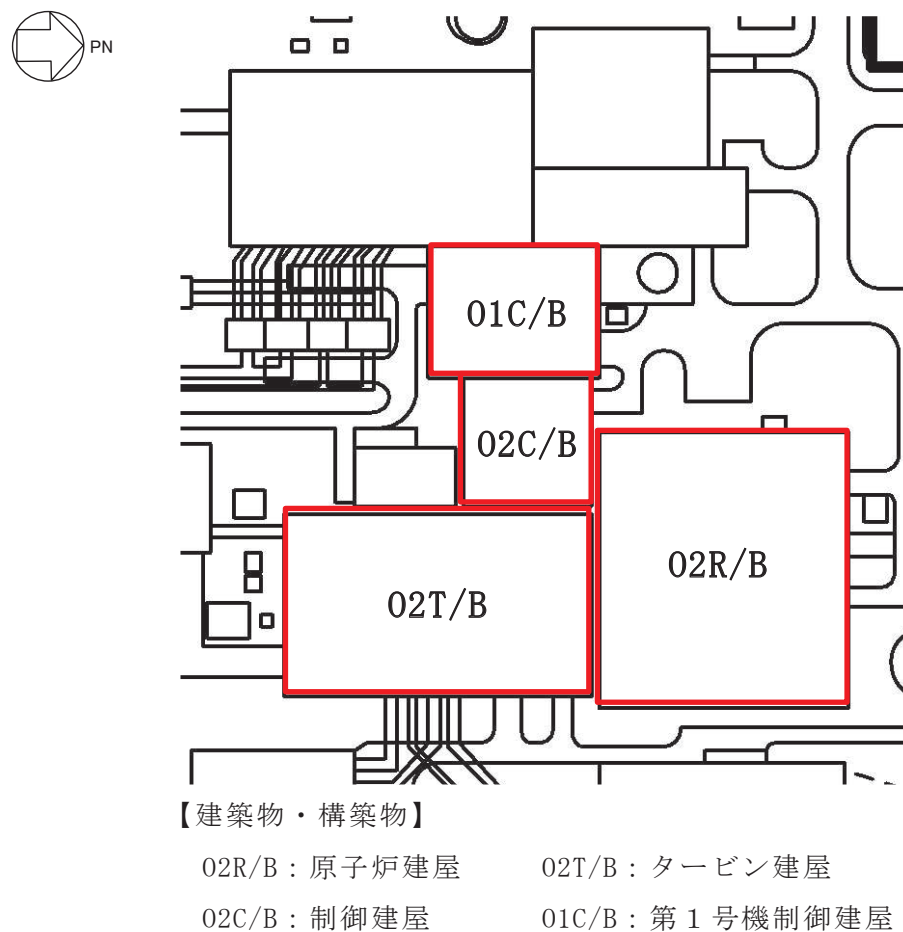 PN
01C/B
02C/B
02R/B
02T/B
【建築物・構築物】
02R/B：原子炉建屋 02T/B：タービン建屋
02C/B：制御建屋 01C/B：第１号機制御建屋